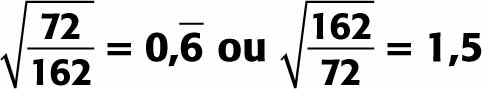 √(72/162) = 0,6̅ ou √(162/72) = 1,5